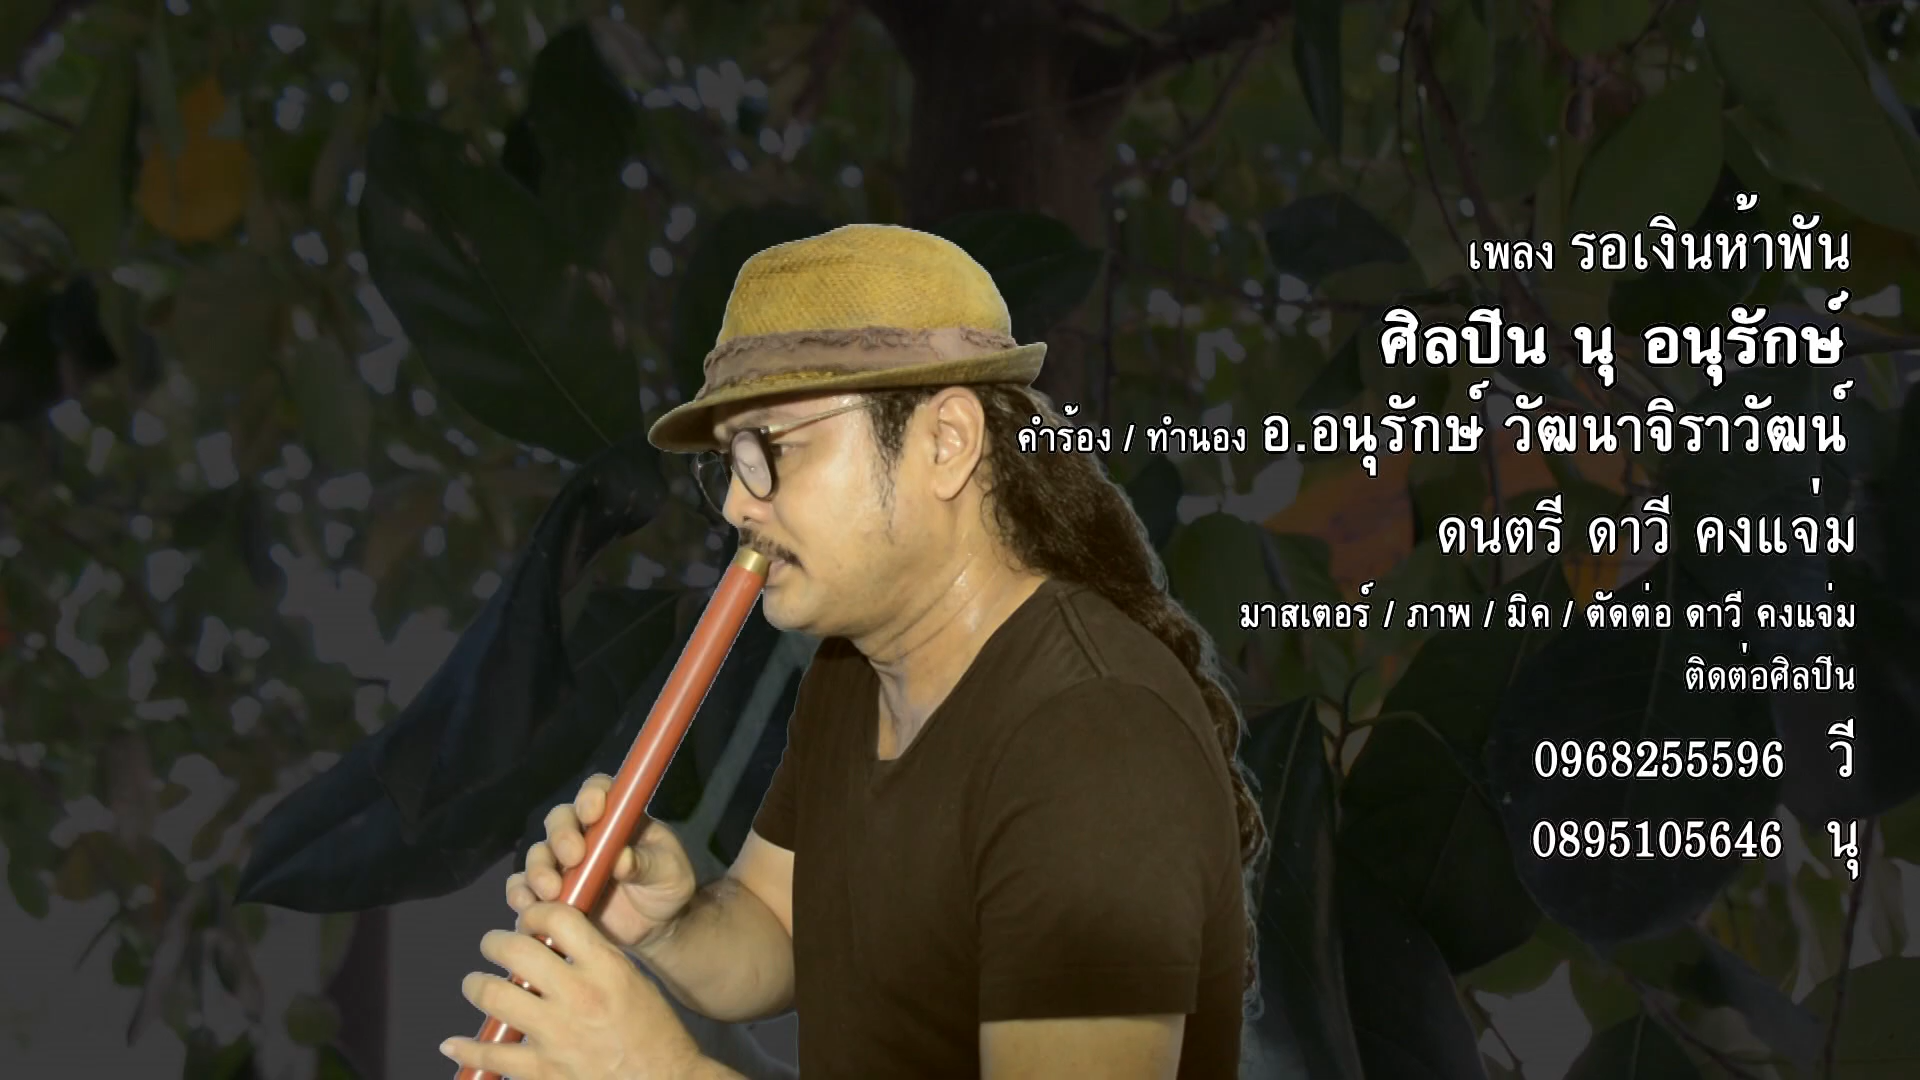 เพลง รอเงินห้าพัน
ศิลปีน นุ อนุรักษ์
คำร้อง / ทำนอง อ.อนุรักษ์ วัฒนาจิราวัฒน์
ดนตรี ดาวี คงแจ่ม
มาสเตอร์ / ภาพ / มิค / ตัดต่อ ดาวี คงแจ่ม
ติดต่อศิลปีน
0968255596 วี
0895105646 นุ